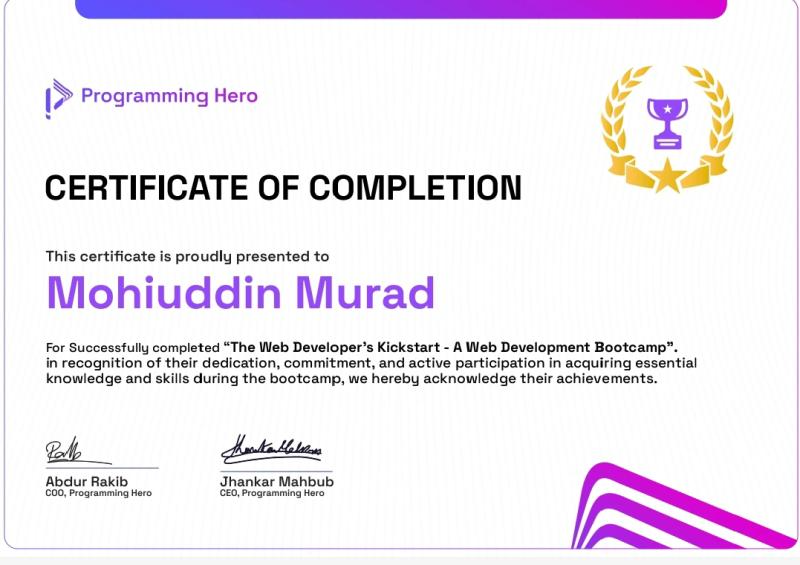 Programming Hero
CERTIFICATE OF COMPLETION
This certificate is proudly presented to
Mohiuddin Murad
For Successfully completed “The Web Developer's Kickstart - A Web Development Bootcamp”.
in recognition of their dedication, commitment, and active participation in acquiring essential
knowledge and skills during the bootcamp, we hereby acknowledge their achievements.
Abdur Rakib
COO, Programming Hero
Jhankar Mahbub
CEO, Programming Hero